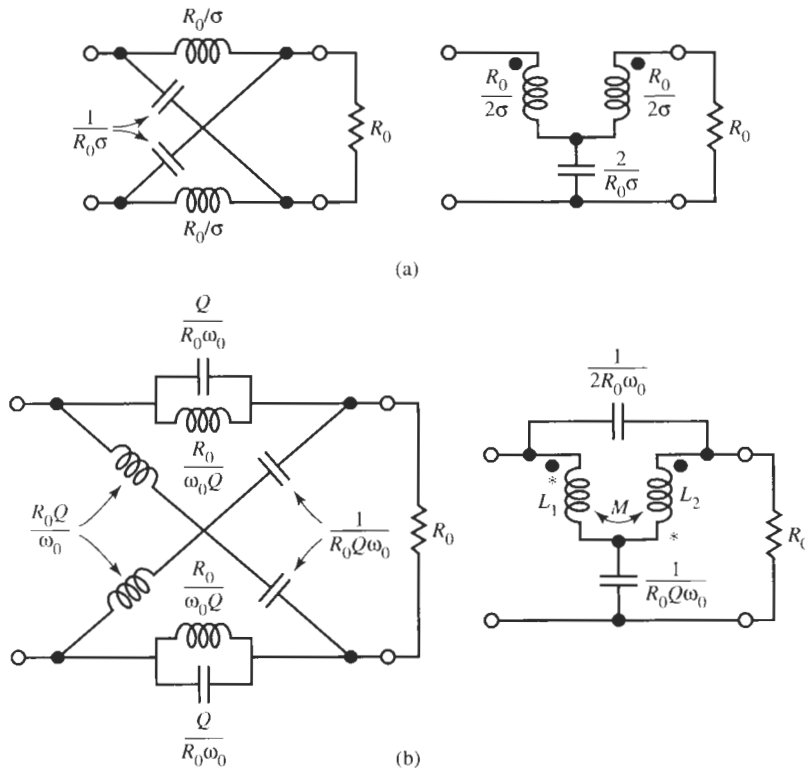 R₀/σ
1/(R₀σ)
R₀/σ
R₀
R₀/(2σ)
R₀/(2σ)
2/(R₀σ)
R₀
(a)
Q/(R₀ω₀)
R₀/(ω₀Q)
R₀Q/ω₀
1/(R₀Qω₀)
R₀/(ω₀Q)
Q/(R₀ω₀)
R₀
1/(2R₀ω₀)
*
L₁ M L₂
*
1/(R₀Qω₀)
R₀
(b)